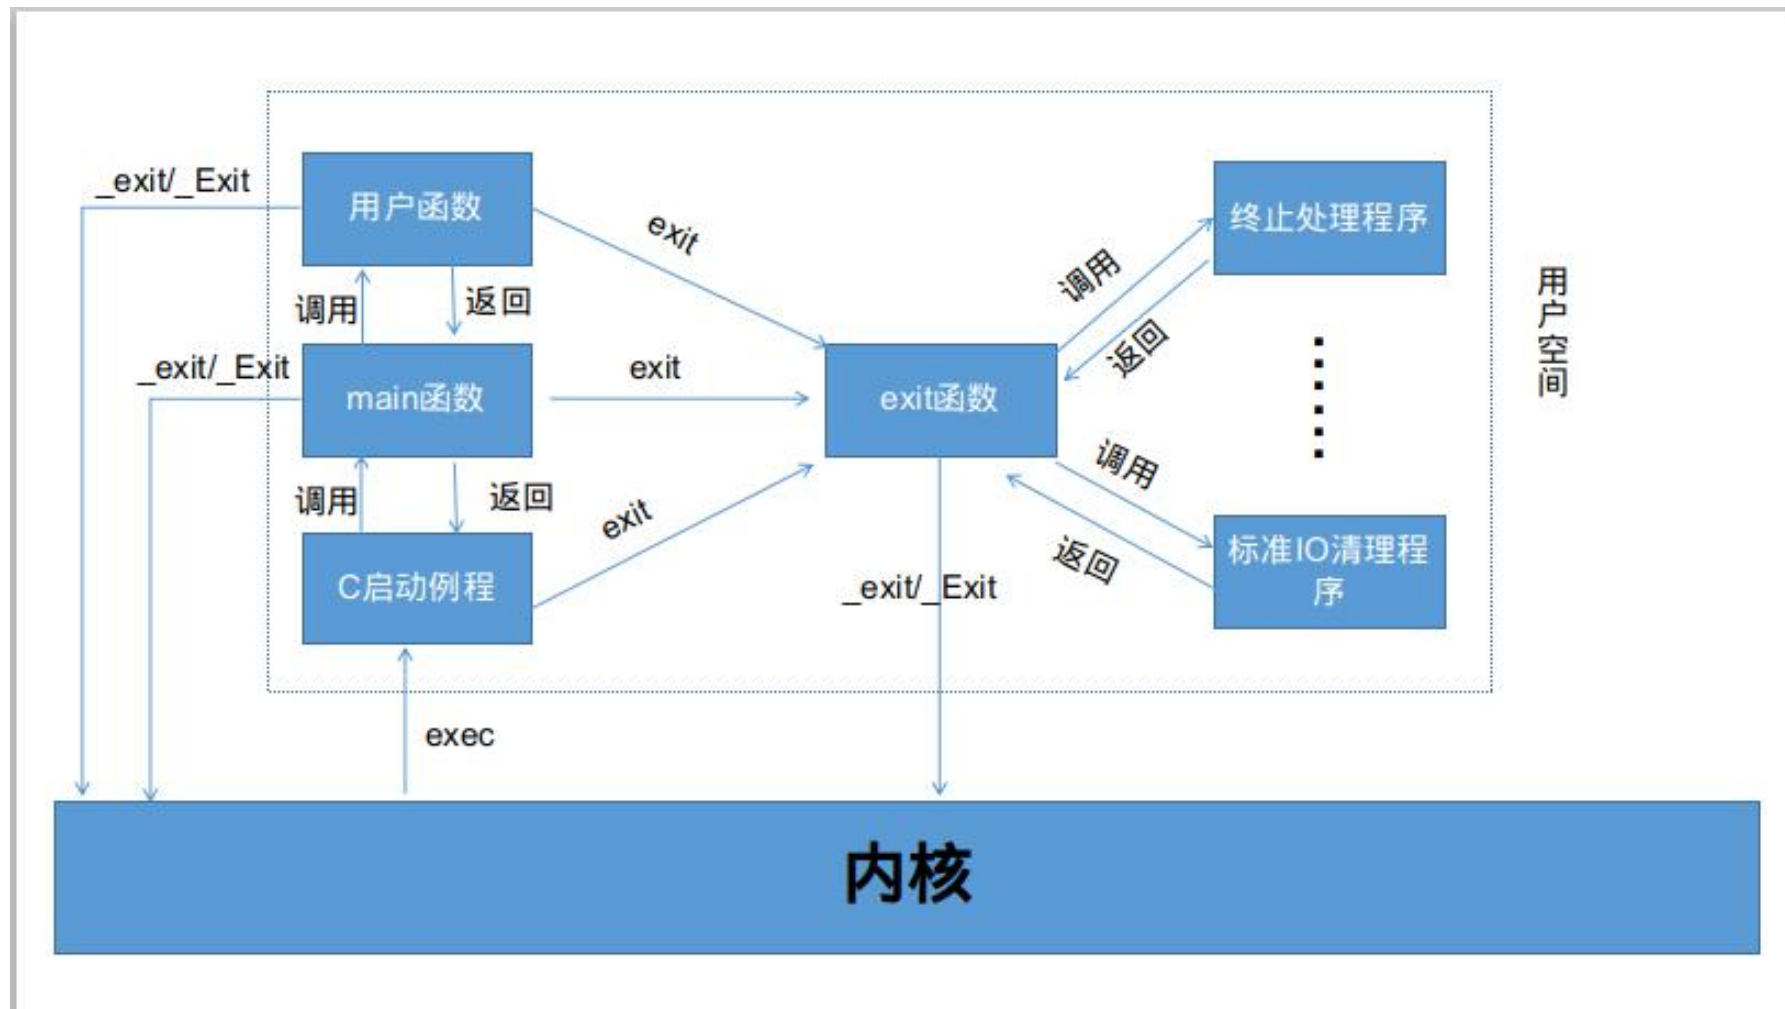 _exit/_Exit
用户函数
exit
终止处理程序
调用
返回
调用
返回
用户空间
_exit/_Exit
main函数
exit
exit函数
调用
返回
exit
调用
返回
C启动例程
_exit/_Exit
标准IO清理程
序
exec
内核